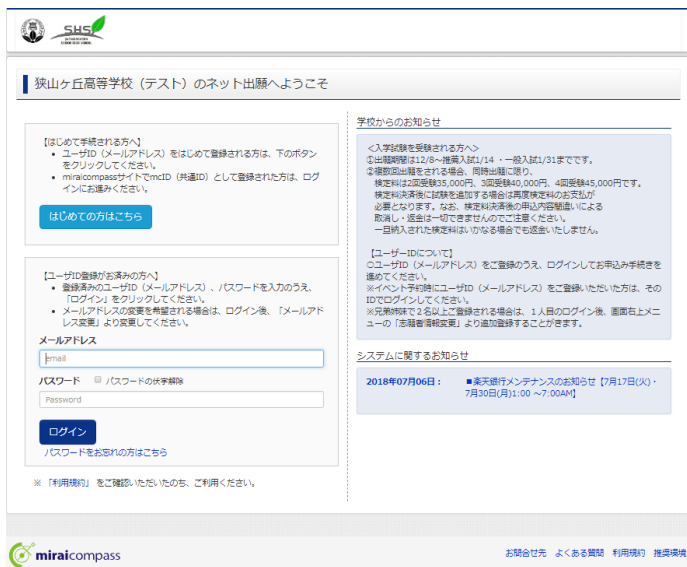 SHS
狭山ヶ丘高等学校（テスト）のネット出願へようこそ
【はじめて手続される方へ】
• ユーザID（メールアドレス）をはじめて登録される方は、下のボタン
をクリックしてください。
• miraicompassサイトでmcID（共通ID）として登録された方は、ログ
インにお進みください。
はじめての方はこちら
【ユーザID登録がお済みの方へ】
• 登録済みのユーザID（メールアドレス）、パスワードを入力のうえ、
「ログイン」をクリックしてください。
• メールアドレスの変更を希望される場合は、ログイン後、「メールアド
レス変更」より変更してください。
メールアドレス
email
パスワード パスワードの伏字解除
Password
ログイン
パスワードをお忘れの方はこちら
※ 「利用規約」 をご確認いただいたのち、ご利用ください。
学校からのお知らせ
＜入学試験を受験される方へ＞
①出願期間は12/8～推薦入試1/14 ・一般入試1/31までです。
②複数回出願をされる場合、同時出願に限り、
検定料は2回受験35,000円、3回受験40,000円、4回受験45,000円です。
検定料決済後に試験を追加する場合は再度検定料のお支払が
必要となります。なお、検定料決済後の申込内容間違いによる
取消し・返金は一切できませんのでご注意ください。
一旦納入された検定料はいかなる場合でも返金いたしません。
【ユーザーIDについて】
○ユーザID（メールアドレス）をご登録のうえ、ログインしてお申込み手続きを
進めてください。
※イベント予約時にユーザID（メールアドレス）をご登録いただいた方は、その
IDでログインしてください。
※兄弟姉妹で２名以上ご登録される場合は、１人目のログイン後、画面右上メニ
ューの「志願者情報変更」より追加登録することができます。
システムに関するお知らせ
2018年07月06日： ■楽天銀行メンテナンスのお知らせ【7月17日(火)・
7月30日(月)1:00 ～7:00AM】
miraicompass
お問合せ先 よくある質問 利用規約 推奨環境